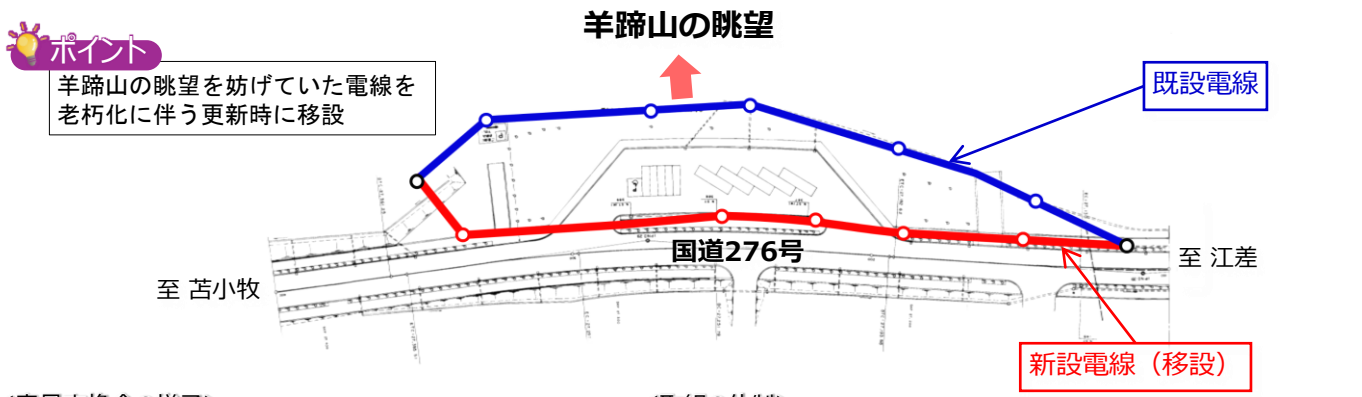 羊蹄山の眺望
ポイント
羊蹄山の眺望を妨げていた電線を
老朽化に伴う更新時に移設
既設電線
国道276号
至 江差
至 苫小牧
新設電線（移設）